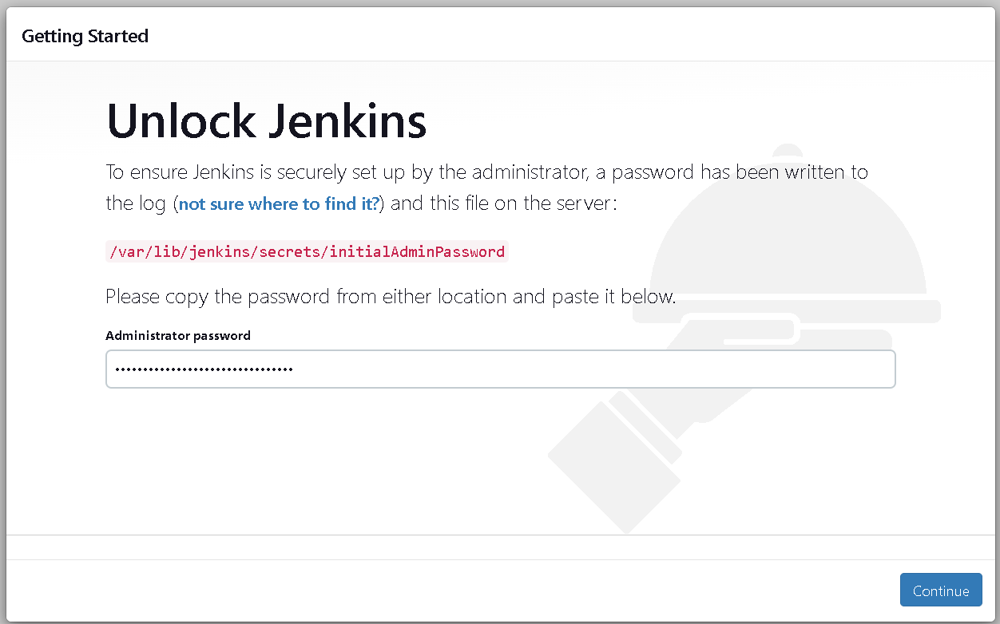 Getting Started
Unlock Jenkins
To ensure Jenkins is securely set up by the administrator, a password has been written to
the log (not sure where to find it?) and this file on the server:
/var/lib/jenkins/secrets/initialAdminPassword
Please copy the password from either location and paste it below.
Administrator password
••••••••••••••••••••••••••••••••
Continue